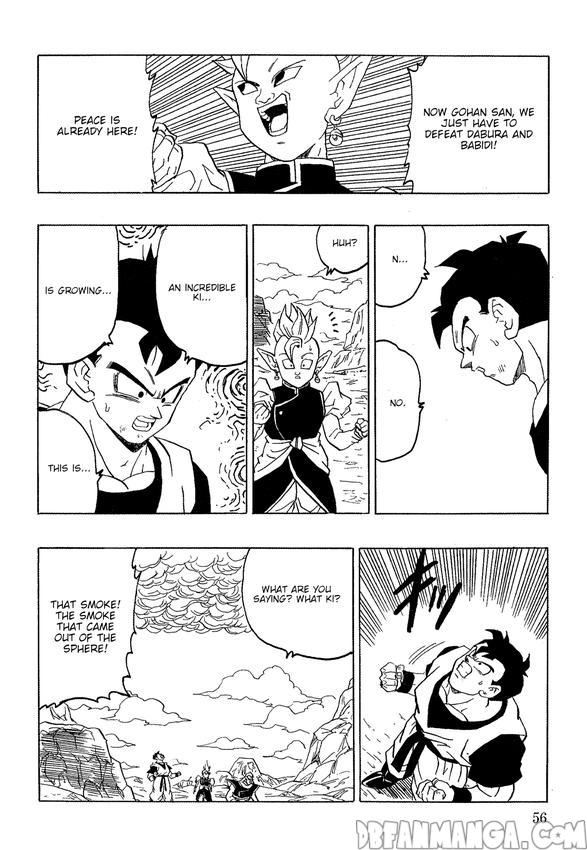 NOW GOHAN SAN, WE
JUST HAVE TO
DEFEAT DABURA AND
BABIDI!
PEACE IS
ALREADY HERE!
N...
NO.
HUH?
AN INCREDIBLE
KI...
IS GROWING...
THIS IS...
キッ
WHAT ARE YOU
SAYING? WHAT KI?
THAT SMOKE!
THE SMOKE
THAT CAME
OUT OF THE
SPHERE!
56
DBFANMANGA.COM